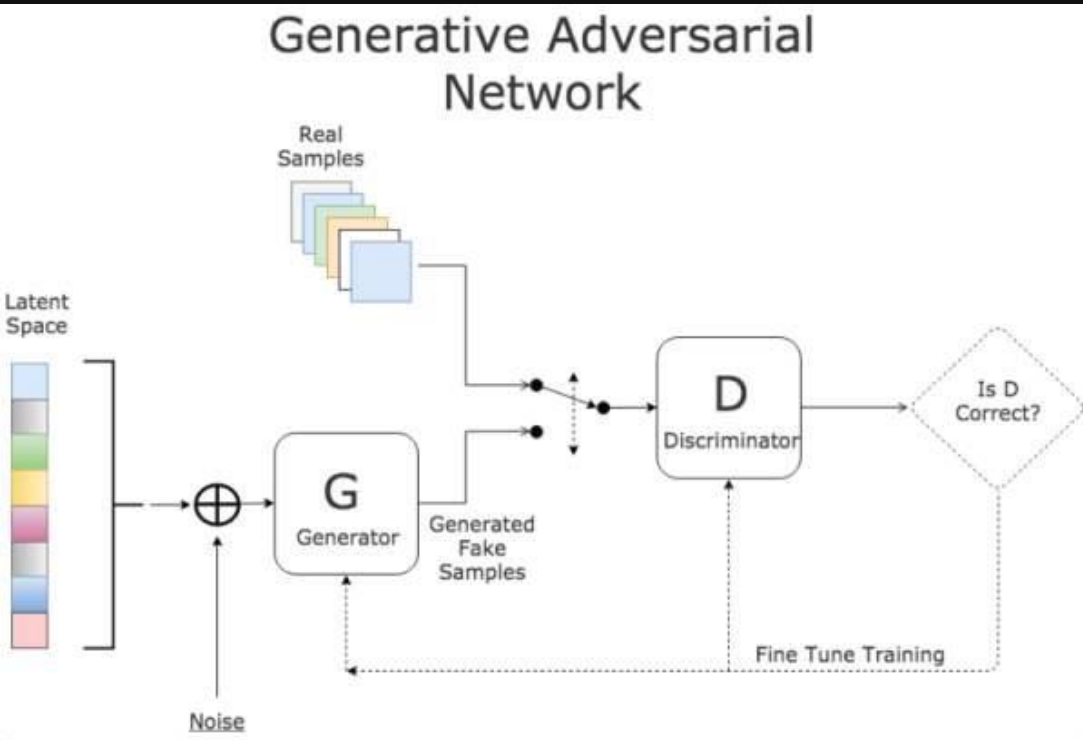 Generative Adversarial
Network
Real
Samples
Latent
Space
D
Discriminator
Is D
Correct?
G
Generator
Generated
Fake
Samples
Fine Tune Training
Noise